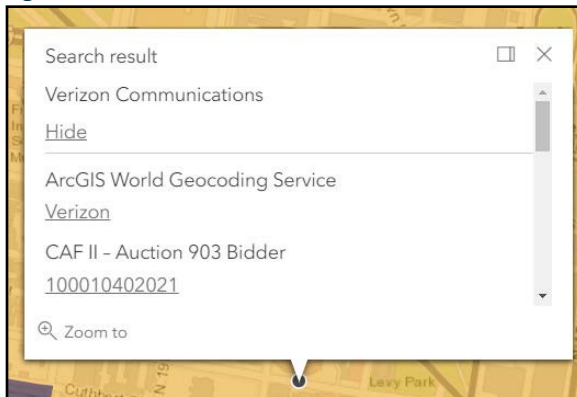 Search result
Verizon Communications
Hide
ArcGIS World Geocoding Service
Verizon
CAF II - Auction 903 Bidder
100010402021
Zoom to
Levy Park
N 19